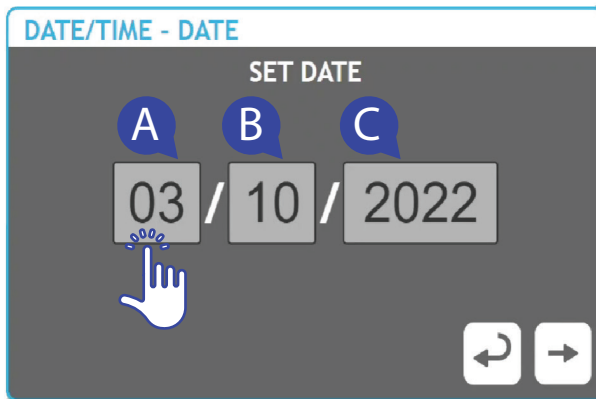 DATE/TIME - DATE
SET DATE
A B C
03 / 10 / 2022